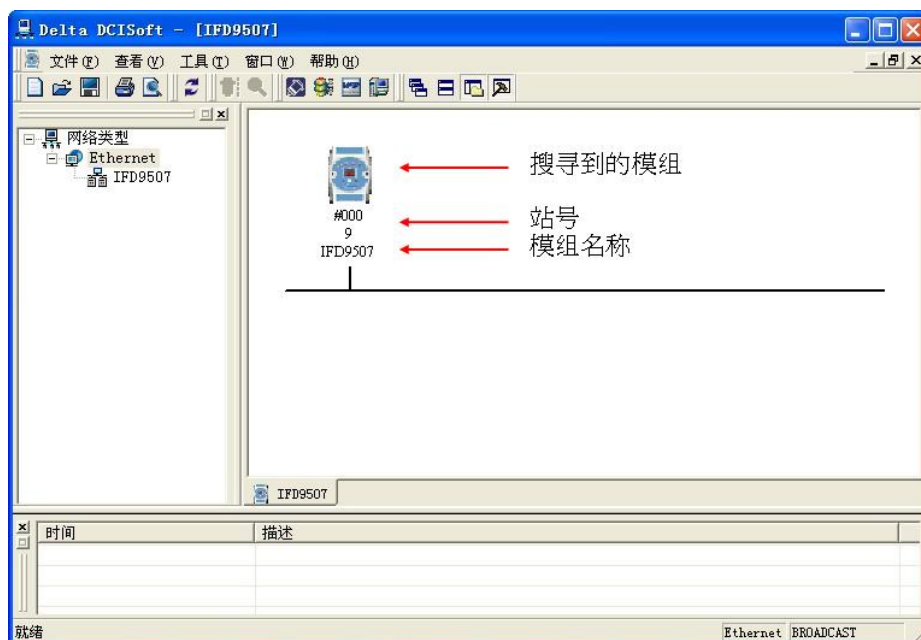 Delta DCISoft - [IFD9507]
文件(F) 查看(V) 工具(T) 窗口(W) 帮助(H)
网络类型
Ethernet
IFD9507
搜寻到的模组
#000
站号
9
IFD9507
模组名称
IFD9507
时间 描述
就绪
Ethernet BROADCAST